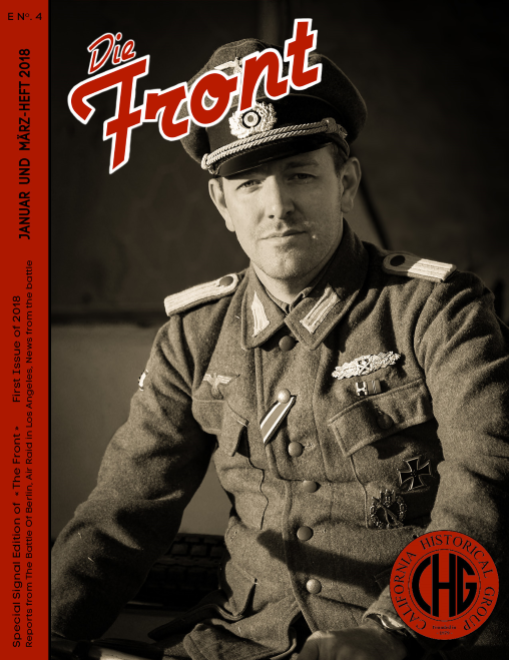 E Nº. 4
Die
Front
JANUAR UND MÄRZ-HEFT 2018
Special Signal Edition of «The Front» First Issue of 2018
Reports from The Battle Of Berlin, Air Raid in Los Angeles, News from the battle
CALIFORNIA HISTORICAL GROUP
CHG